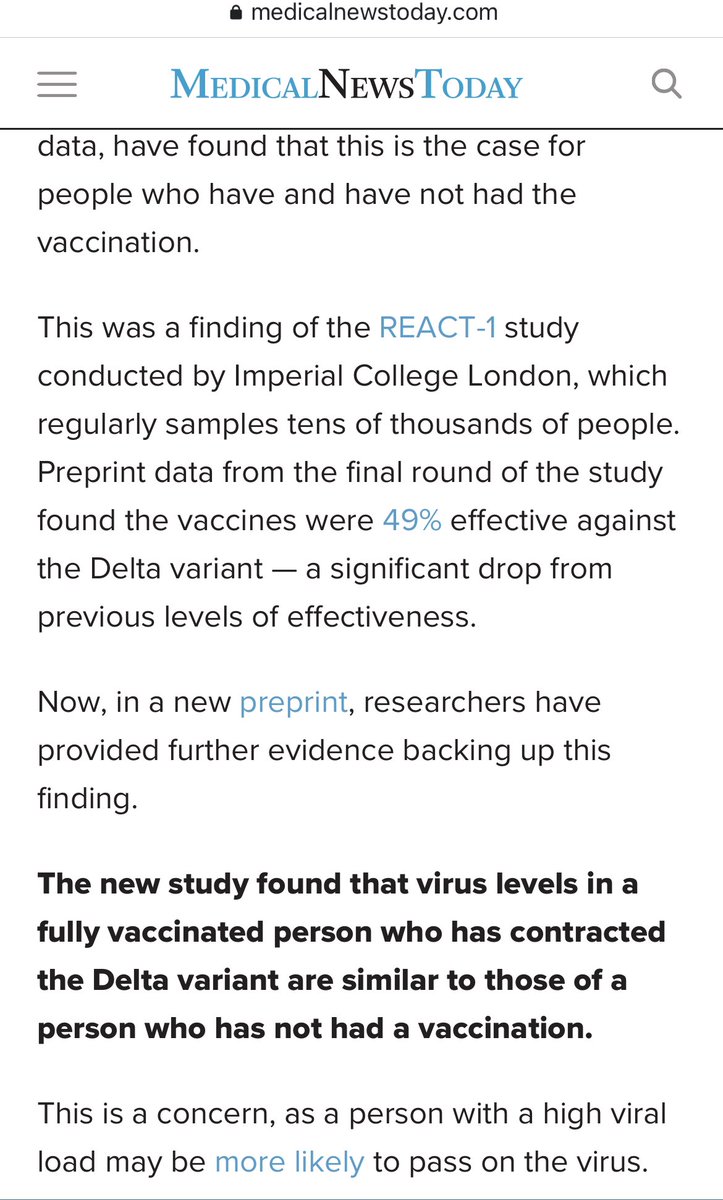 medicalnewstoday.com
MEDICALNEWSTODAY
data, have found that this is the case for
people who have and have not had the
vaccination.
This was a finding of the REACT-1 study
conducted by Imperial College London, which
regularly samples tens of thousands of people.
Preprint data from the final round of the study
found the vaccines were 49% effective against
the Delta variant — a significant drop from
previous levels of effectiveness.
Now, in a new preprint, researchers have
provided further evidence backing up this
finding.
The new study found that virus levels in a
fully vaccinated person who has contracted
the Delta variant are similar to those of a
person who has not had a vaccination.
This is a concern, as a person with a high viral
load may be more likely to pass on the virus.